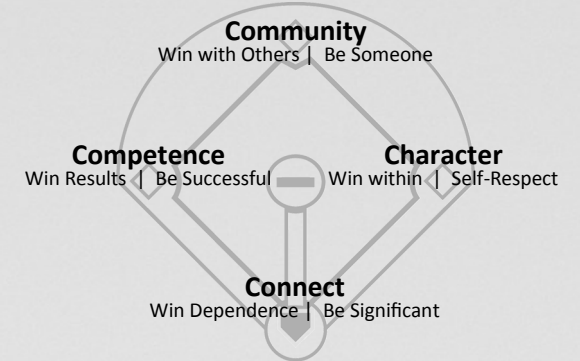 Community
Win with Others | Be Someone
Competence
Win Results | Be Successful
Character
Win within | Self-Respect
Connect
Win Dependence | Be Significant